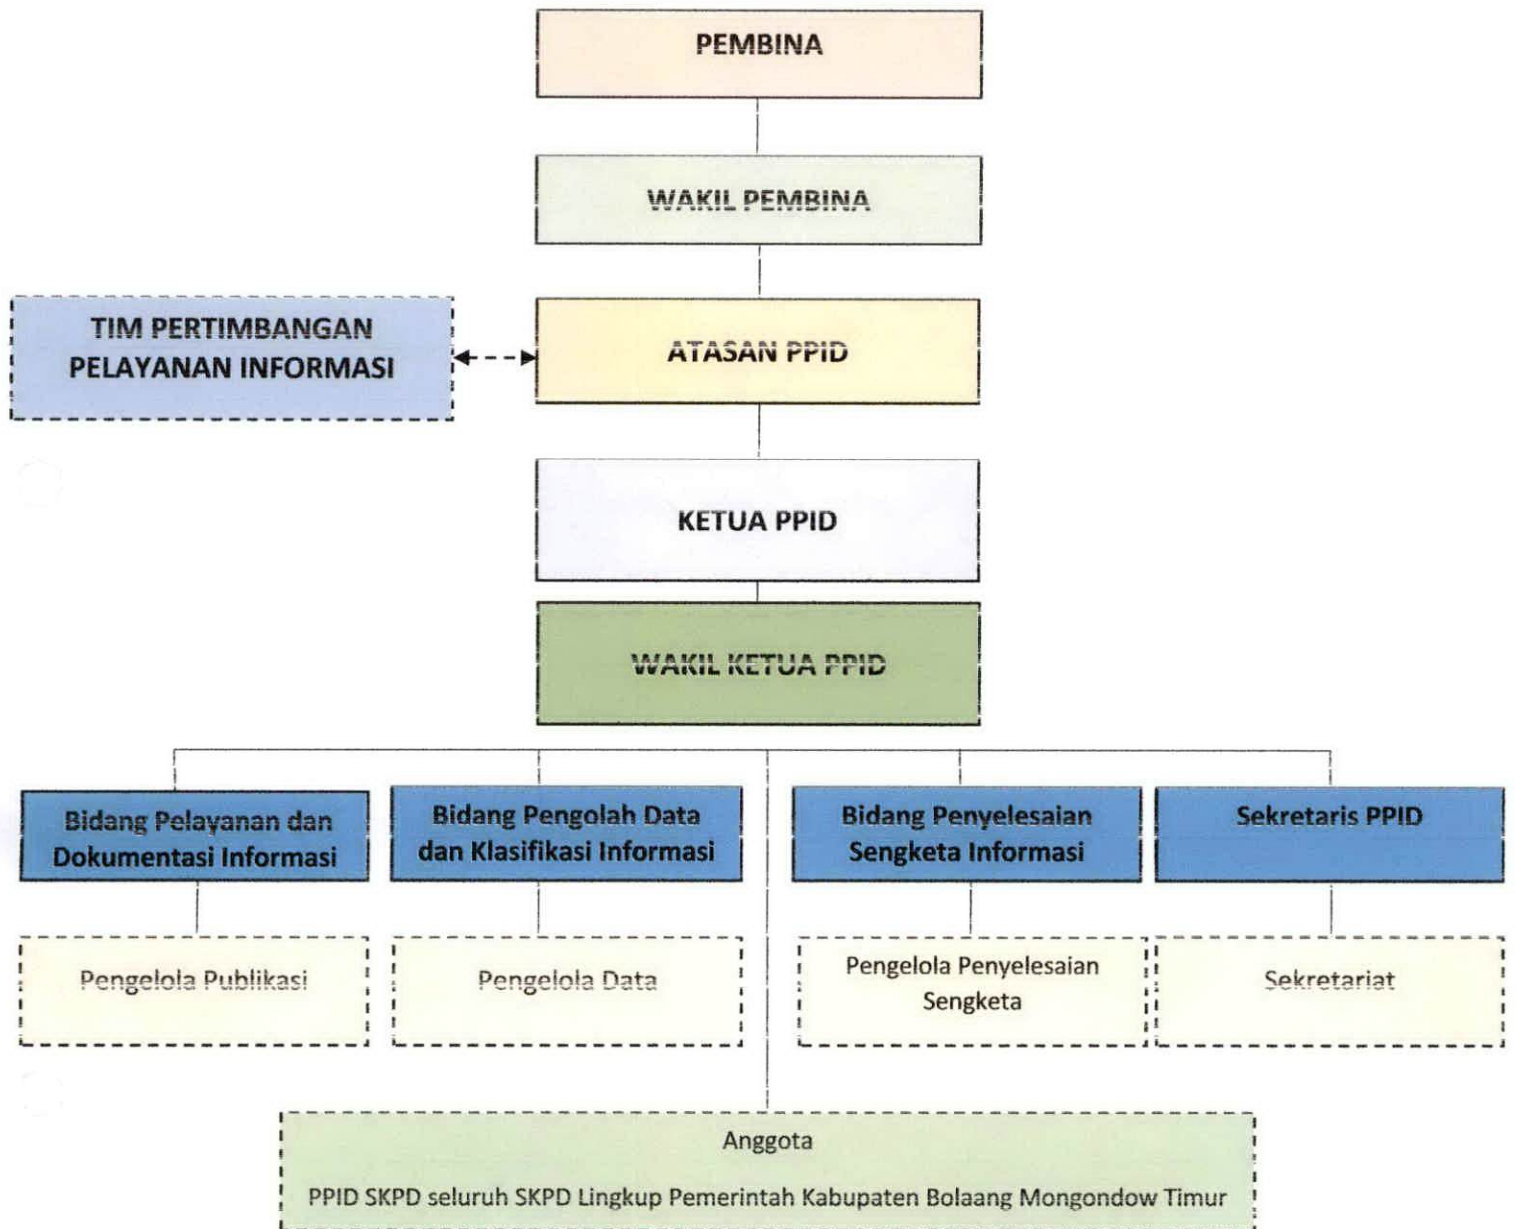 PEMBINA
WAKIL PEMBINA
TIM PERTIMBANGAN
PELAYANAN INFORMASI
ATASAN PPID
KETUA PPID
WAKIL KETUA PPID
Bidang Pelayanan dan
Dokumentasi Informasi
Bidang Pengolah Data
dan Klasifikasi Informasi
Bidang Penyelesaian
Sengketa Informasi
Sekretaris PPID
Pengelola Publikasi
Pengelola Data
Pengelola Penyelesaian
Sengketa
Sekretariat
Anggota
PPID SKPD seluruh SKPD Lingkup Pemerintah Kabupaten Bolaang Mongondow Timur